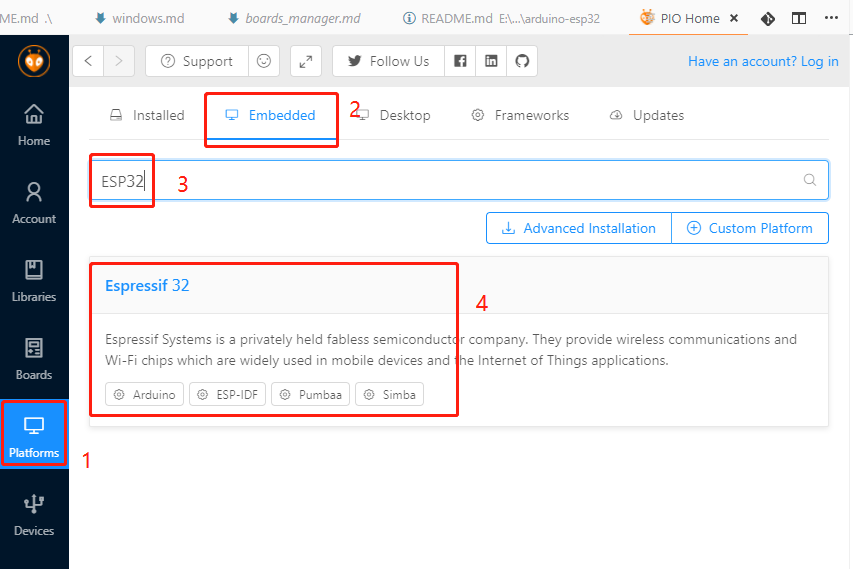 ME.md .\ windows.md boards_manager.md README.md E:\...\arduino-esp32 PIO Home
Support Follow Us Have an account? Log in
Installed Embedded 2 Desktop Frameworks Updates
ESP32 3
Advanced Installation Custom Platform
Espressif 32
4
Espressif Systems is a privately held fabless semiconductor company. They provide wireless communications and
Wi-Fi chips which are widely used in mobile devices and the Internet of Things applications.
Arduino ESP-IDF Pumbaa Simba
Home
Account
Libraries
Boards
Platforms 1
Devices